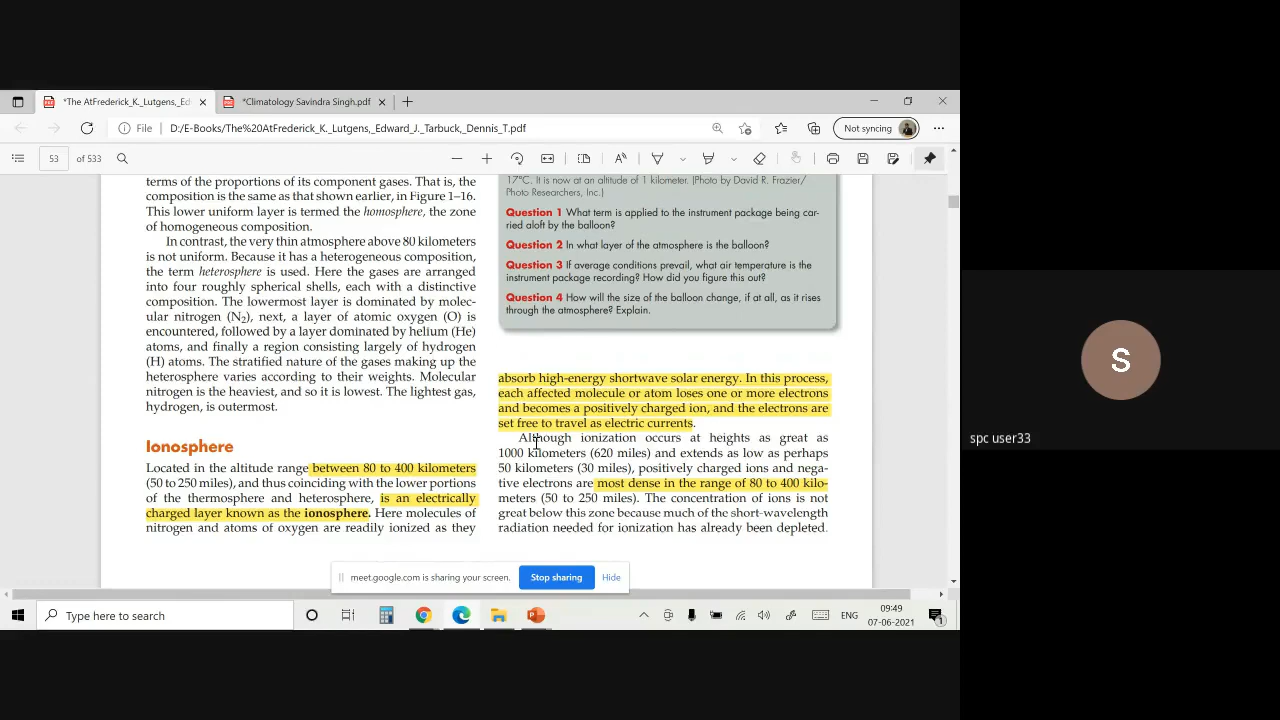 *The AtFrederick_K._Lutgens,_Ed
*Climatology Savindra Singh.pdf
File
D:/E-Books/The%20AtFrederick_K._Lutgens,_Edward_J._Tarbuck,_Dennis_T.pdf
Not syncing
53 of 533
terms of the proportions of its component gases. That is, the
composition is the same as that shown earlier, in Figure 1–16.
This lower uniform layer is termed the homosphere, the zone
of homogeneous composition.
In contrast, the very thin atmosphere above 80 kilometers
is not uniform. Because it has a heterogeneous composition,
the term heterosphere is used. Here the gases are arranged
into four roughly spherical shells, each with a distinctive
composition. The lowermost layer is dominated by molec-
ular nitrogen (N2), next, a layer of atomic oxygen (O) is
encountered, followed by a layer dominated by helium (He)
atoms, and finally a region consisting largely of hydrogen
(H) atoms. The stratified nature of the gases making up the
heterosphere varies according to their weights. Molecular
nitrogen is the heaviest, and so it is lowest. The lightest gas,
hydrogen, is outermost.
Ionosphere
Located in the altitude range between 80 to 400 kilometers
(50 to 250 miles), and thus coinciding with the lower portions
of the thermosphere and heterosphere, is an electrically
charged layer known as the ionosphere. Here molecules of
nitrogen and atoms of oxygen are readily ionized as they
17°C. It is now at an altitude of 1 kilometer. (Photo by David R. Frazier/
Photo Researchers, Inc.)
Question 1 What term is applied to the instrument package being car-
ried aloft by the balloon?
Question 2 In what layer of the atmosphere is the balloon?
Question 3 If average conditions prevail, what air temperature is the
instrument package recording? How did you figure this out?
Question 4 How will the size of the balloon change, if at all, as it rises
through the atmosphere? Explain.
absorb high-energy shortwave solar energy. In this process,
each affected molecule or atom loses one or more electrons
and becomes a positively charged ion, and the electrons are
set free to travel as electric currents.
Although ionization occurs at heights as great as
1000 kilometers (620 miles) and extends as low as perhaps
50 kilometers (30 miles), positively charged ions and nega-
tive electrons are most dense in the range of 80 to 400 kilo-
meters (50 to 250 miles). The concentration of ions is not
great below this zone because much of the short-wavelength
radiation needed for ionization has already been depleted.
meet.google.com is sharing your screen.
Stop sharing
Hide
Type here to search
ENG
09:49
07-06-2021
S
spc user33